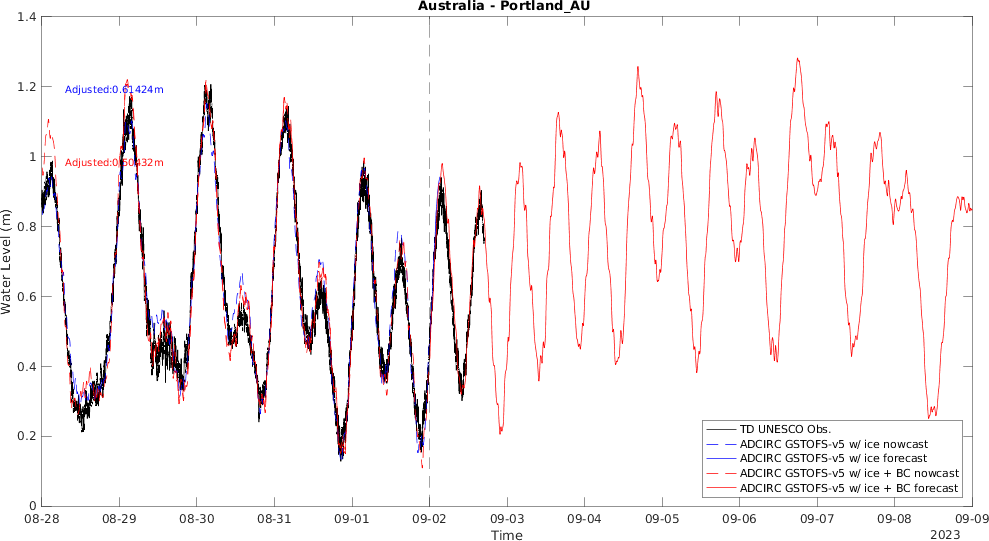 Australia - Portland_AU
1.4
1.2
1
0.8
0.6
0.4
0.2
0
Water Level (m)
Adjusted:0.61424m
Adjusted:0.60432m
TD UNESCO Obs.
ADCIRC GSTOFS-v5 w/ ice nowcast
ADCIRC GSTOFS-v5 w/ ice forecast
ADCIRC GSTOFS-v5 w/ ice + BC nowcast
ADCIRC GSTOFS-v5 w/ ice + BC forecast
08-28 08-29 08-30 08-31 09-01 09-02 09-03 09-04 09-05 09-06 09-07 09-08 09-09
Time
2023